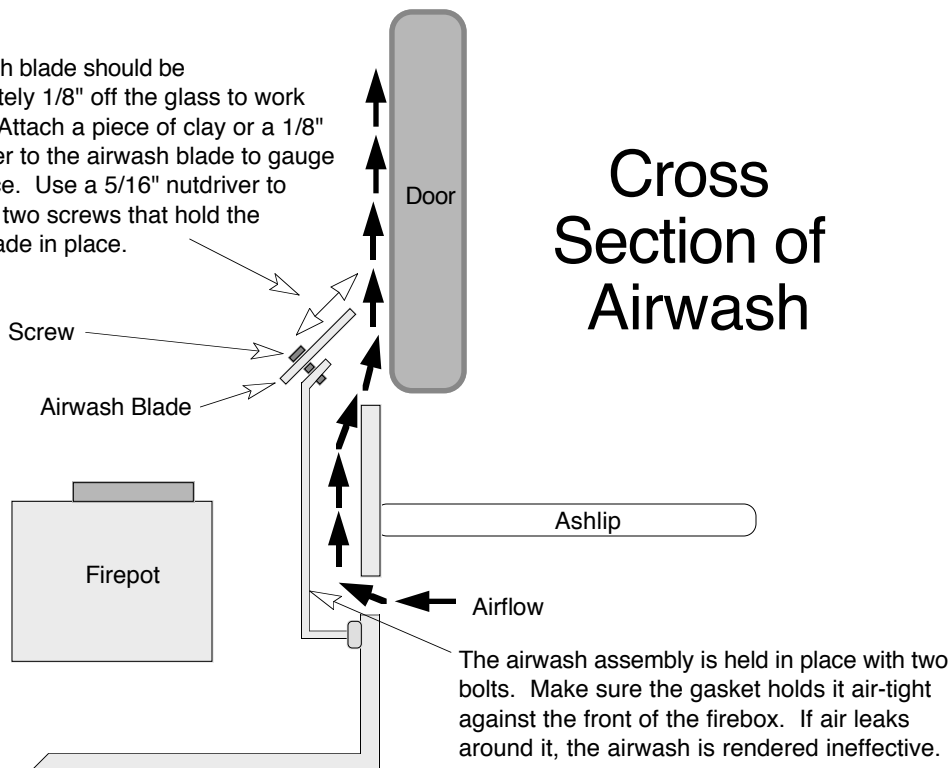 h blade should be
tely 1/8" off the glass to work
Attach a piece of clay or a 1/8"
er to the airwash blade to gauge
ce. Use a 5/16" nutdriver to
two screws that hold the
ade in place.
Door
Cross
Section of
Airwash
Screw
Airwash Blade
Ashlip
Firepot
Airflow
The airwash assembly is held in place with two
bolts. Make sure the gasket holds it air-tight
against the front of the firebox. If air leaks
around it, the airwash is rendered ineffective.